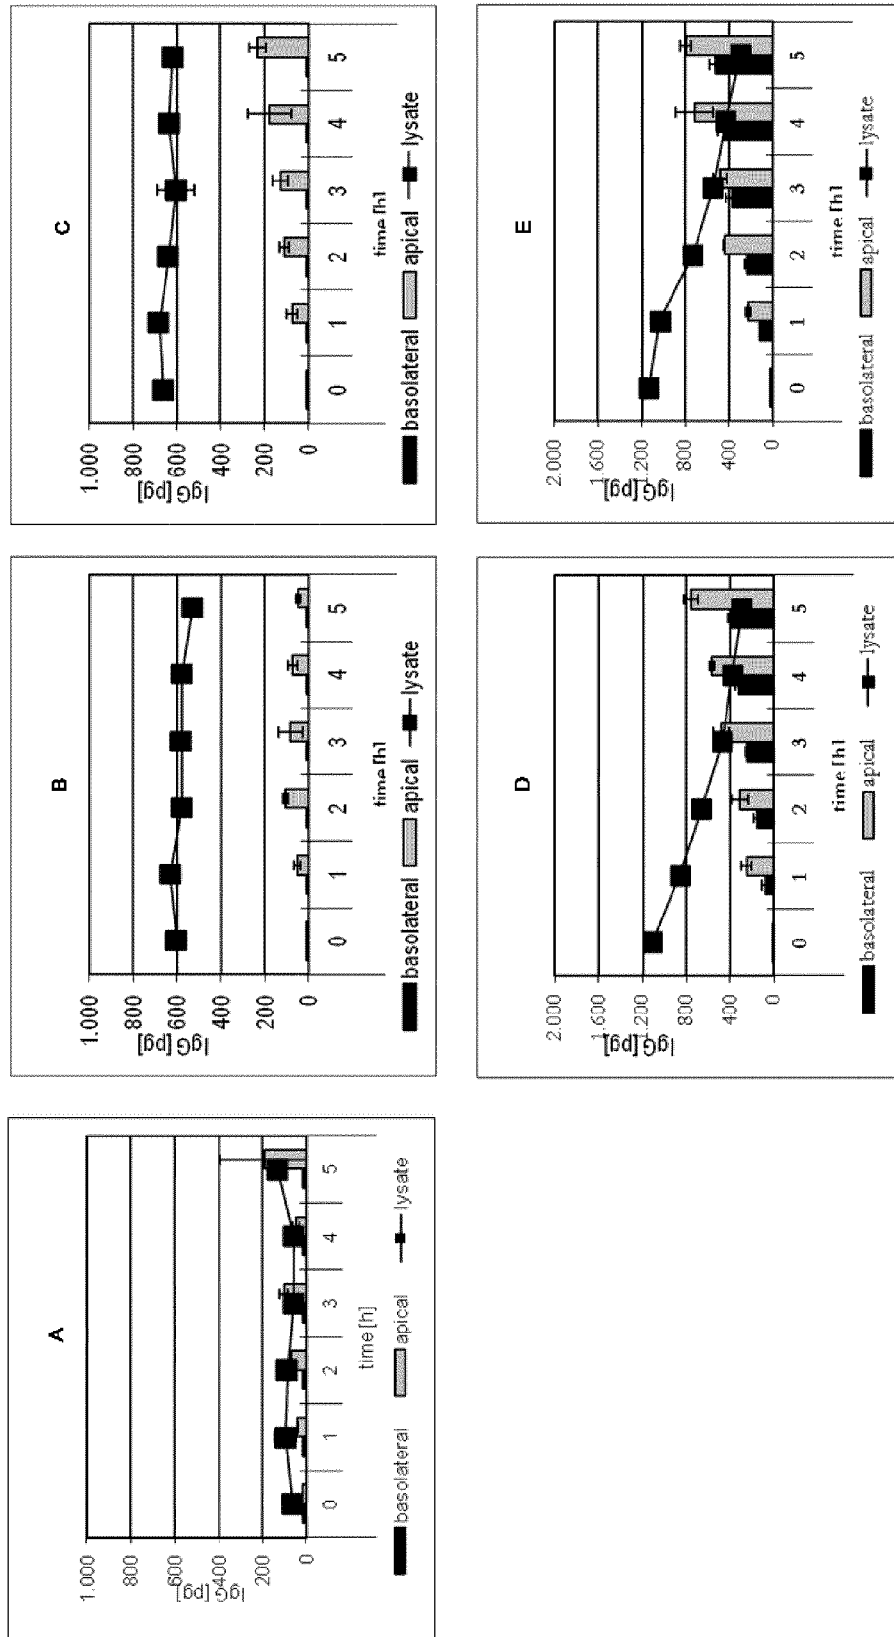 A
1.000
800
600
400
200
0
IgG [pg]
0 1 2 3 4 5
time [h]
basolateral apical lysate
B
1.000
800
600
400
200
0
IgG [pg]
0 1 2 3 4 5
time [h]
basolateral apical lysate
C
1.000
800
600
400
200
0
IgG [pg]
0 1 2 3 4 5
time [h]
basolateral apical lysate
D
2.000
1.600
1.200
800
400
0
IgG [pg]
0 1 2 3 4 5
time [h]
basolateral apical lysate
E
2.000
1.600
1.200
800
400
0
IgG [pg]
0 1 2 3 4 5
time [h]
basolateral apical lysate